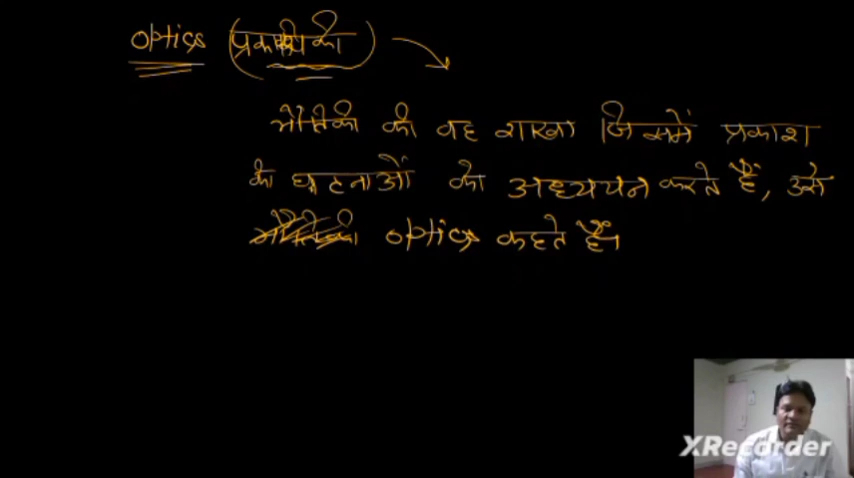 optics (प्रकाशिकी)
भौतिकी की वह शाखा जिसमें प्रकाश
की घटनाओं का अध्ययन करते हैं, उसे
optics कहते हैं।
XRecorder